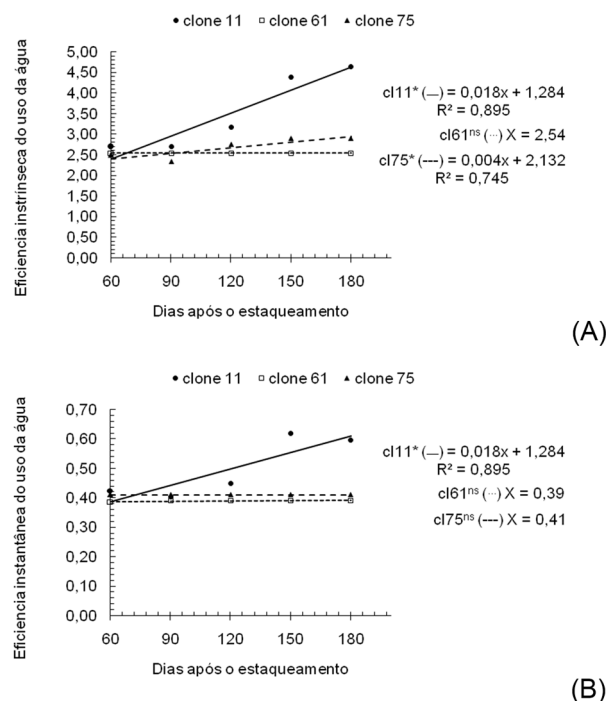 • clone 11 □ clone 61 ▲ clone 75
Eficiencia instrínseca do uso da água
5,00
4,50
4,00
3,50
3,00
2,50
2,00
1,50
1,00
0,50
0,00
60 90 120 150 180
Dias após o estaqueamento
cl11* (—) = 0,018x + 1,284
R² = 0,895
cl61ns (···) X = 2,54
cl75* (---) = 0,004x + 2,132
R² = 0,745
(A)
• clone 11 □ clone 61 ▲ clone 75
Eficiencia instantânea do uso da água
0,70
0,60
0,50
0,40
0,30
0,20
0,10
0,00
60 90 120 150 180
Dias após o estaqueamento
cl11* (—) = 0,018x + 1,284
R² = 0,895
cl61ns (···) X = 0,39
cl75ns (---) X = 0,41
(B)